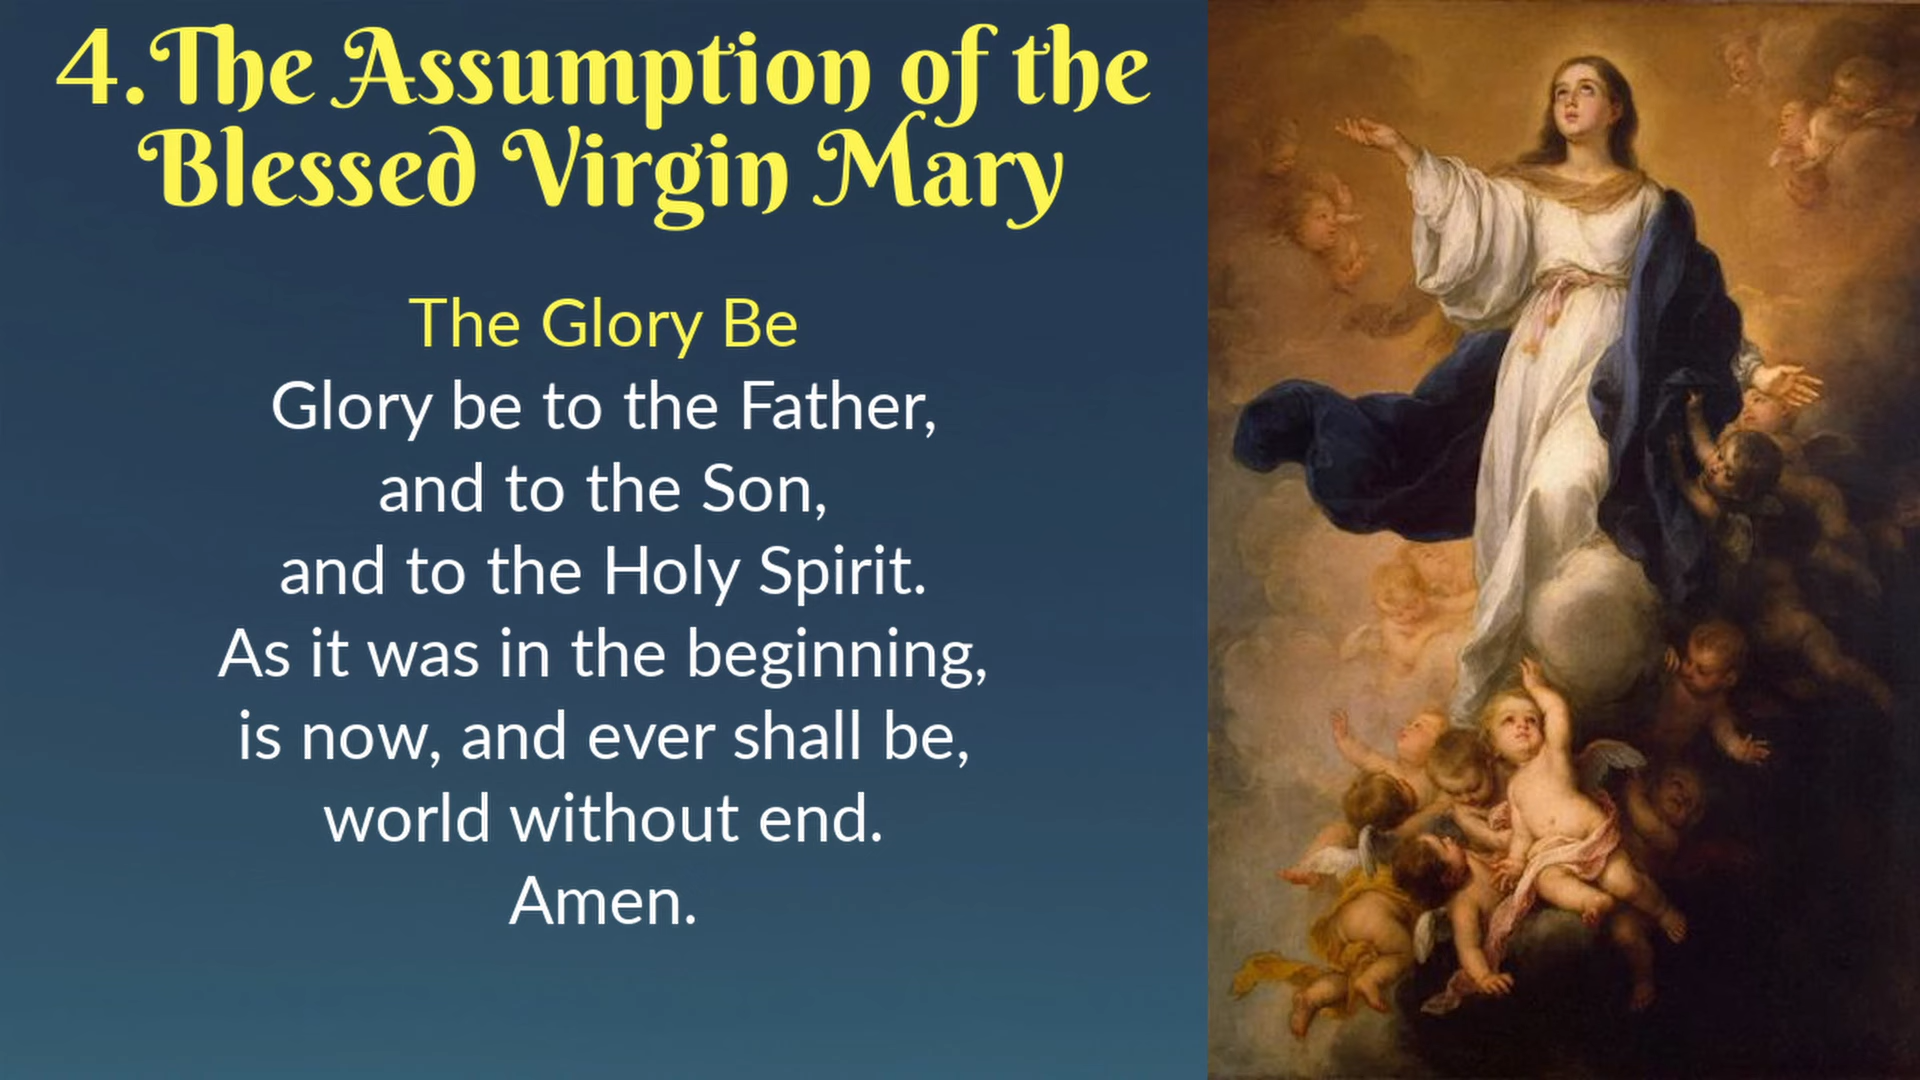 4.The Assumption of the
Blessed Virgin Mary
The Glory Be
Glory be to the Father,
and to the Son,
and to the Holy Spirit.
As it was in the beginning,
is now, and ever shall be,
world without end.
Amen.